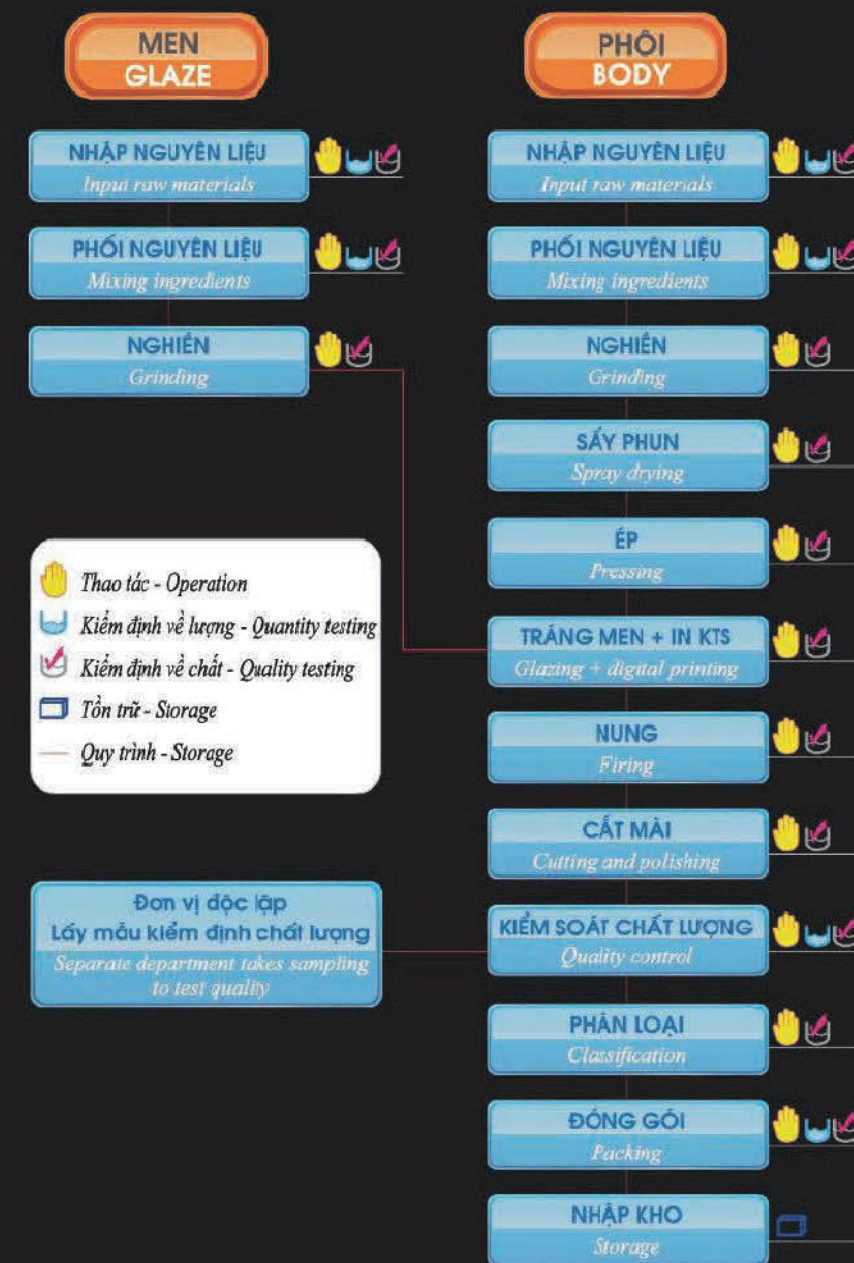 MEN
GLAZE
NHẬP NGUYÊN LIỆU
Input raw materials
PHỐI NGUYÊN LIỆU
Mixing ingredients
NGHIỀN
Grinding
Thao tác - Operation
Kiểm định về lượng - Quantity testing
Kiểm định về chất - Quality testing
Tồn trữ - Storage
Quy trình - Storage
Đơn vị độc lập
Lấy mẫu kiểm định chất lượng
Separate department takes sampling
to test quality
PHÔI
BODY
NHẬP NGUYÊN LIỆU
Input raw materials
PHỐI NGUYÊN LIỆU
Mixing ingredients
NGHIỀN
Grinding
SẤY PHUN
Spray drying
ÉP
Pressing
TRÁNG MEN + IN KTS
Glazing + digital printing
NUNG
Firing
CẮT MÀI
Cutting and polishing
KIỂM SOÁT CHẤT LƯỢNG
Quality control
PHÂN LOẠI
Classification
ĐÓNG GÓI
Packing
NHẬP KHO
Storage